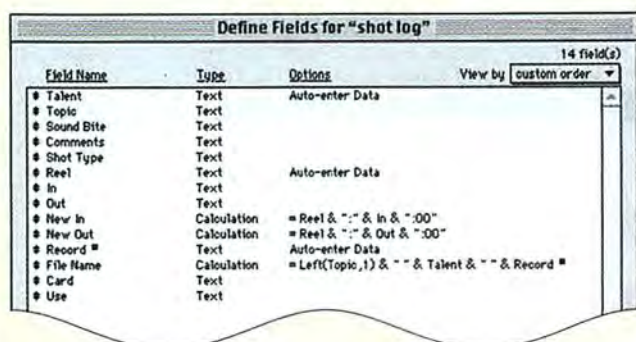 Define Fields for “shot log”
14 field(s)
Field Name Type Options View by custom order
Talent Text Auto-enter Data
Topic Text
Sound Bite Text
Comments Text
Shot Type Text
Reel Text Auto-enter Data
In Text
Out Text
New In Calculation = Reel & ":" & In & ":00"
New Out Calculation = Reel & ":" & Out & ":00"
Record # Text Auto-enter Data
File Name Calculation = Left(Topic,1) & " " & Talent & " " & Record #
Card Text
Use Text